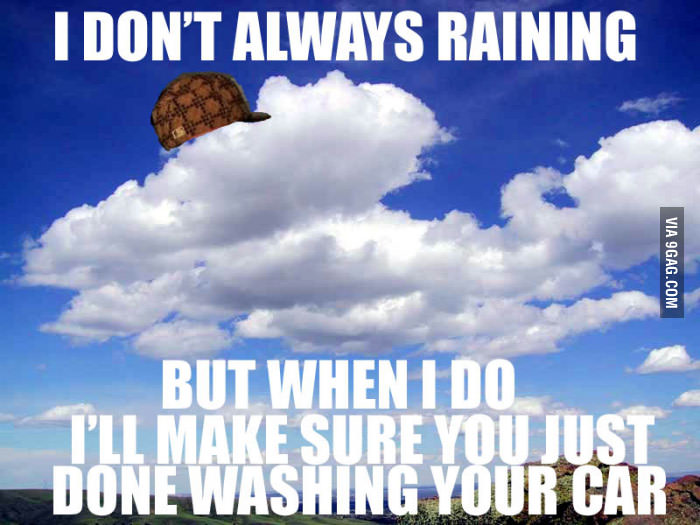 I DON'T ALWAYS RAINING
VIA 9GAG.COM
BUT WHEN I DO
I'LL MAKE SURE YOU JUST
DONE WASHING YOUR CAR